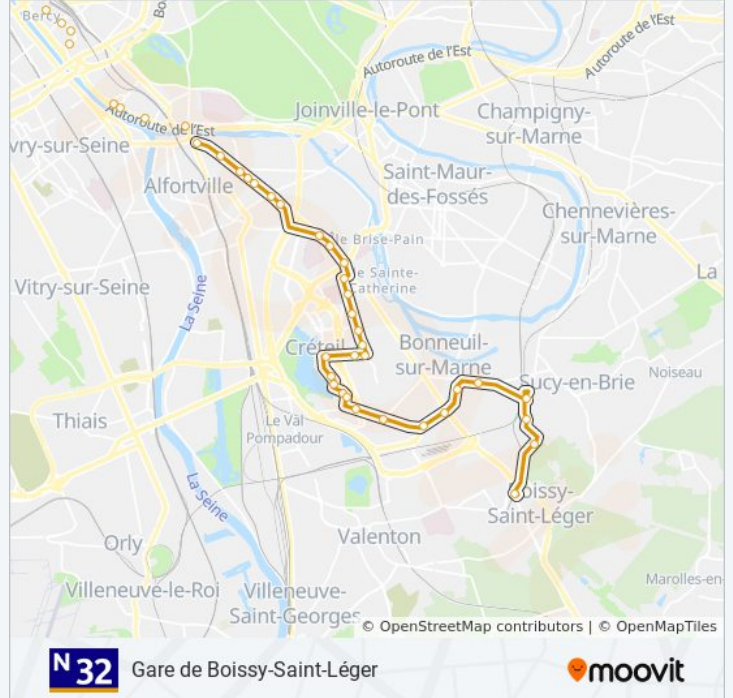 Bercy
Bo
Autoroute de l'Est
Autoroute de l'Est
Joinville-le-Pont
Champigny-
sur-Marne
Autoroute de l'Est
vry-sur-Seine
Alfortville
Saint-Maur-
des-Fossés
Chennevières-
sur-Marne
Île Brise-Pain
La
Vitry-sur-Seine
La Seine
Sainte-
Catherine
Créteil
Bonneuil-
sur-Marne
Sucy-en-Brie
Noiseau
Thiais
Le Val
Pompadour
La Seine
Boissy-
Saint-Léger
Orly
Valenton
Villeneuve-le-Roi
Villeneuve-
Saint-Georges
Marolles-en-
© OpenStreetMap contributors | © OpenMapTiles
N 32 Gare de Boissy-Saint-Léger moovit